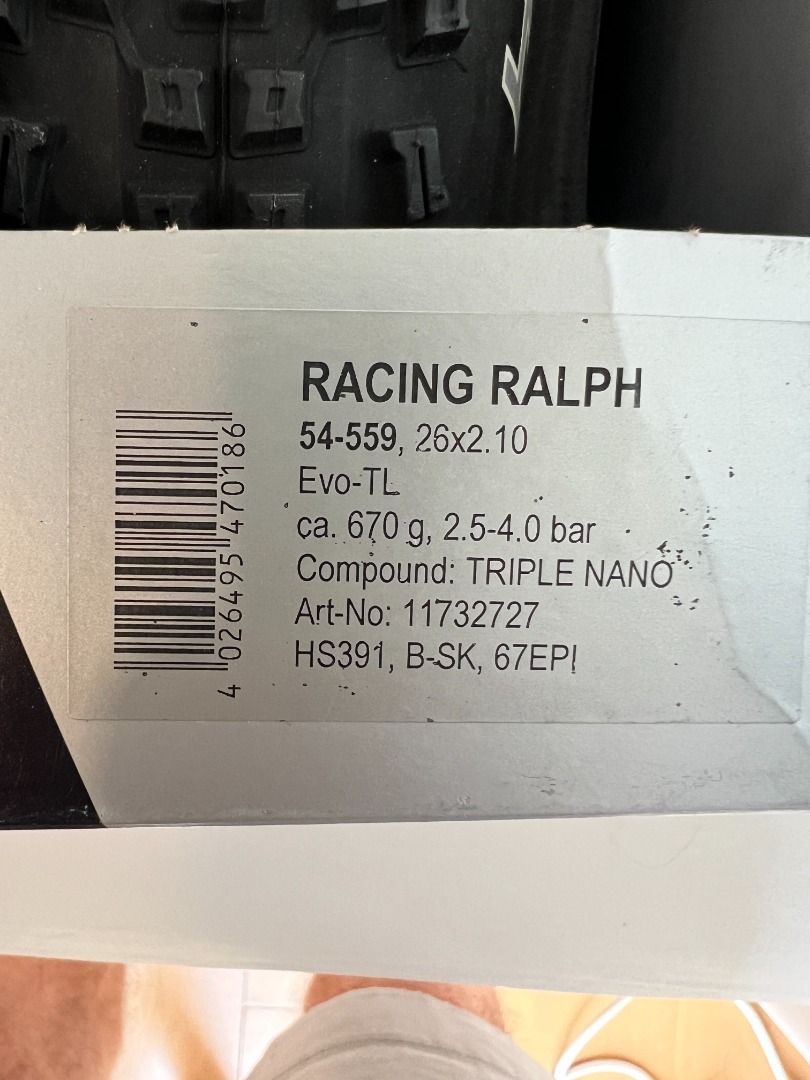 RACING RALPH
54-559, 26x2.10
Evo-TL
ca. 670 g, 2.5-4.0 bar
Compound: TRIPLE NANO
Art-No: 11732727
HS391, B-SK, 67EPI
4 026495 470186